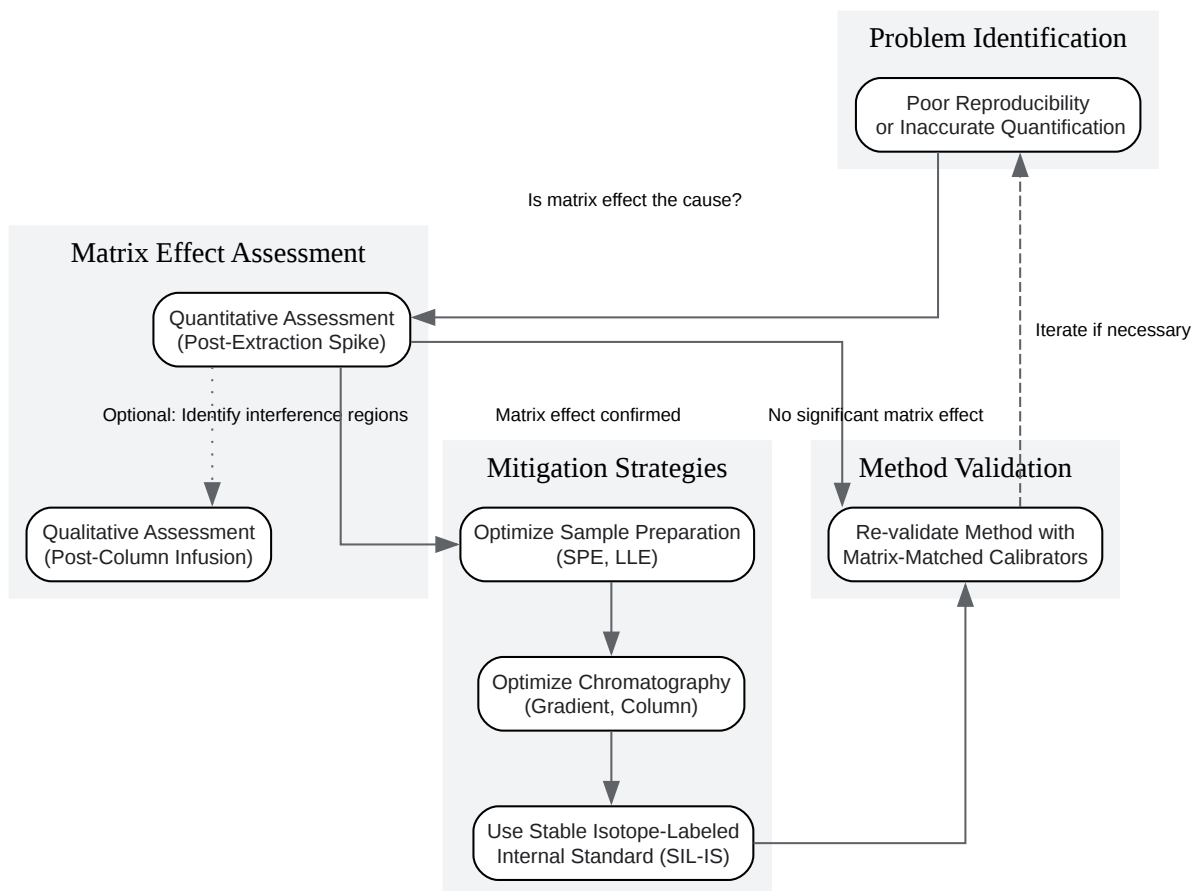 Problem Identification
Poor Reproducibility
or Inaccurate Quantification
Is matrix effect the cause?
Matrix Effect Assessment
Quantitative Assessment
(Post-Extraction Spike)
Iterate if necessary
Optional: Identify interference regions
Matrix effect confirmed
No significant matrix effect
Mitigation Strategies
Method Validation
Qualitative Assessment
(Post-Column Infusion)
Optimize Sample Preparation
(SPE, LLE)
Re-validate Method with
Matrix-Matched Calibrators
Optimize Chromatography
(Gradient, Column)
Use Stable Isotope-Labeled
Internal Standard (SIL-IS)